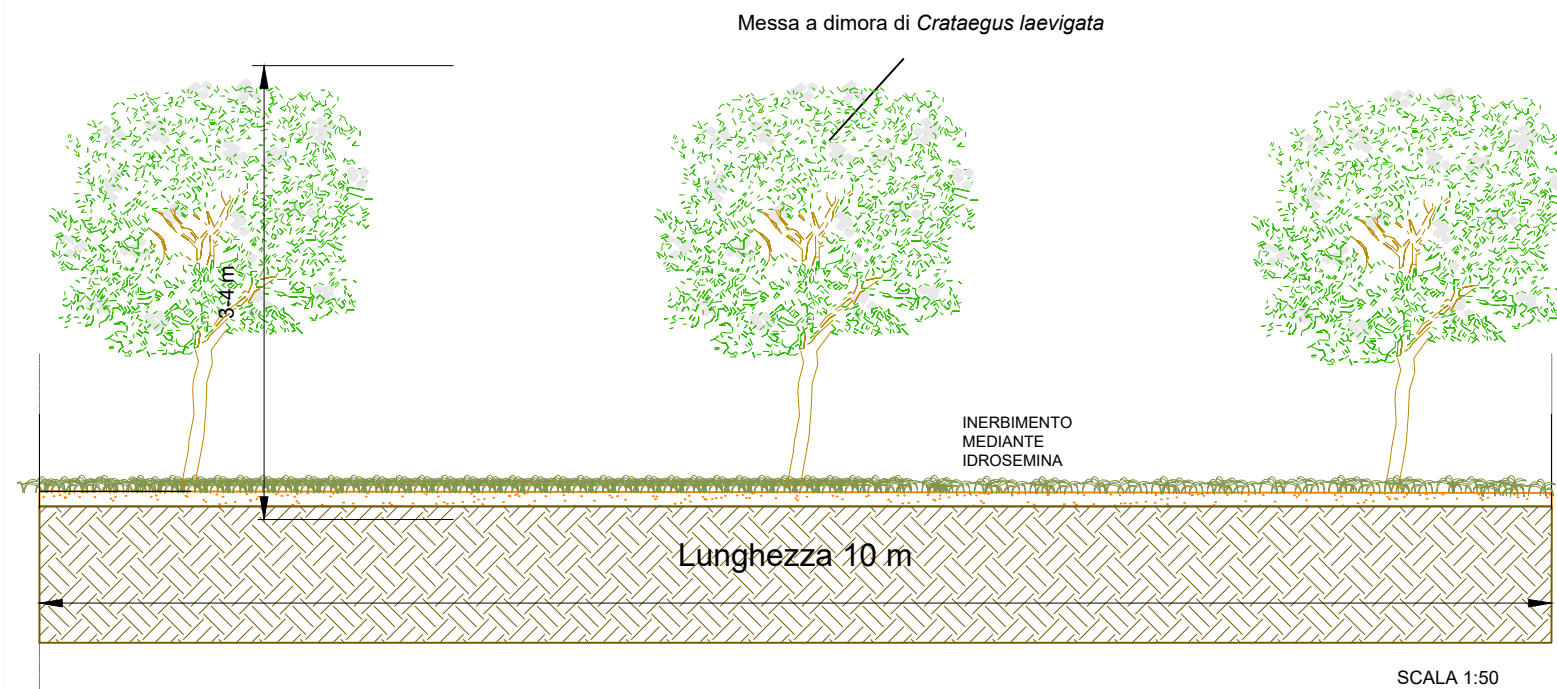 Messa a dimora di Crataegus laevigata
3-4 m
INERBIMENTO
MEDIANTE
IDROSEMINA
Lunghezza 10 m
SCALA 1:50